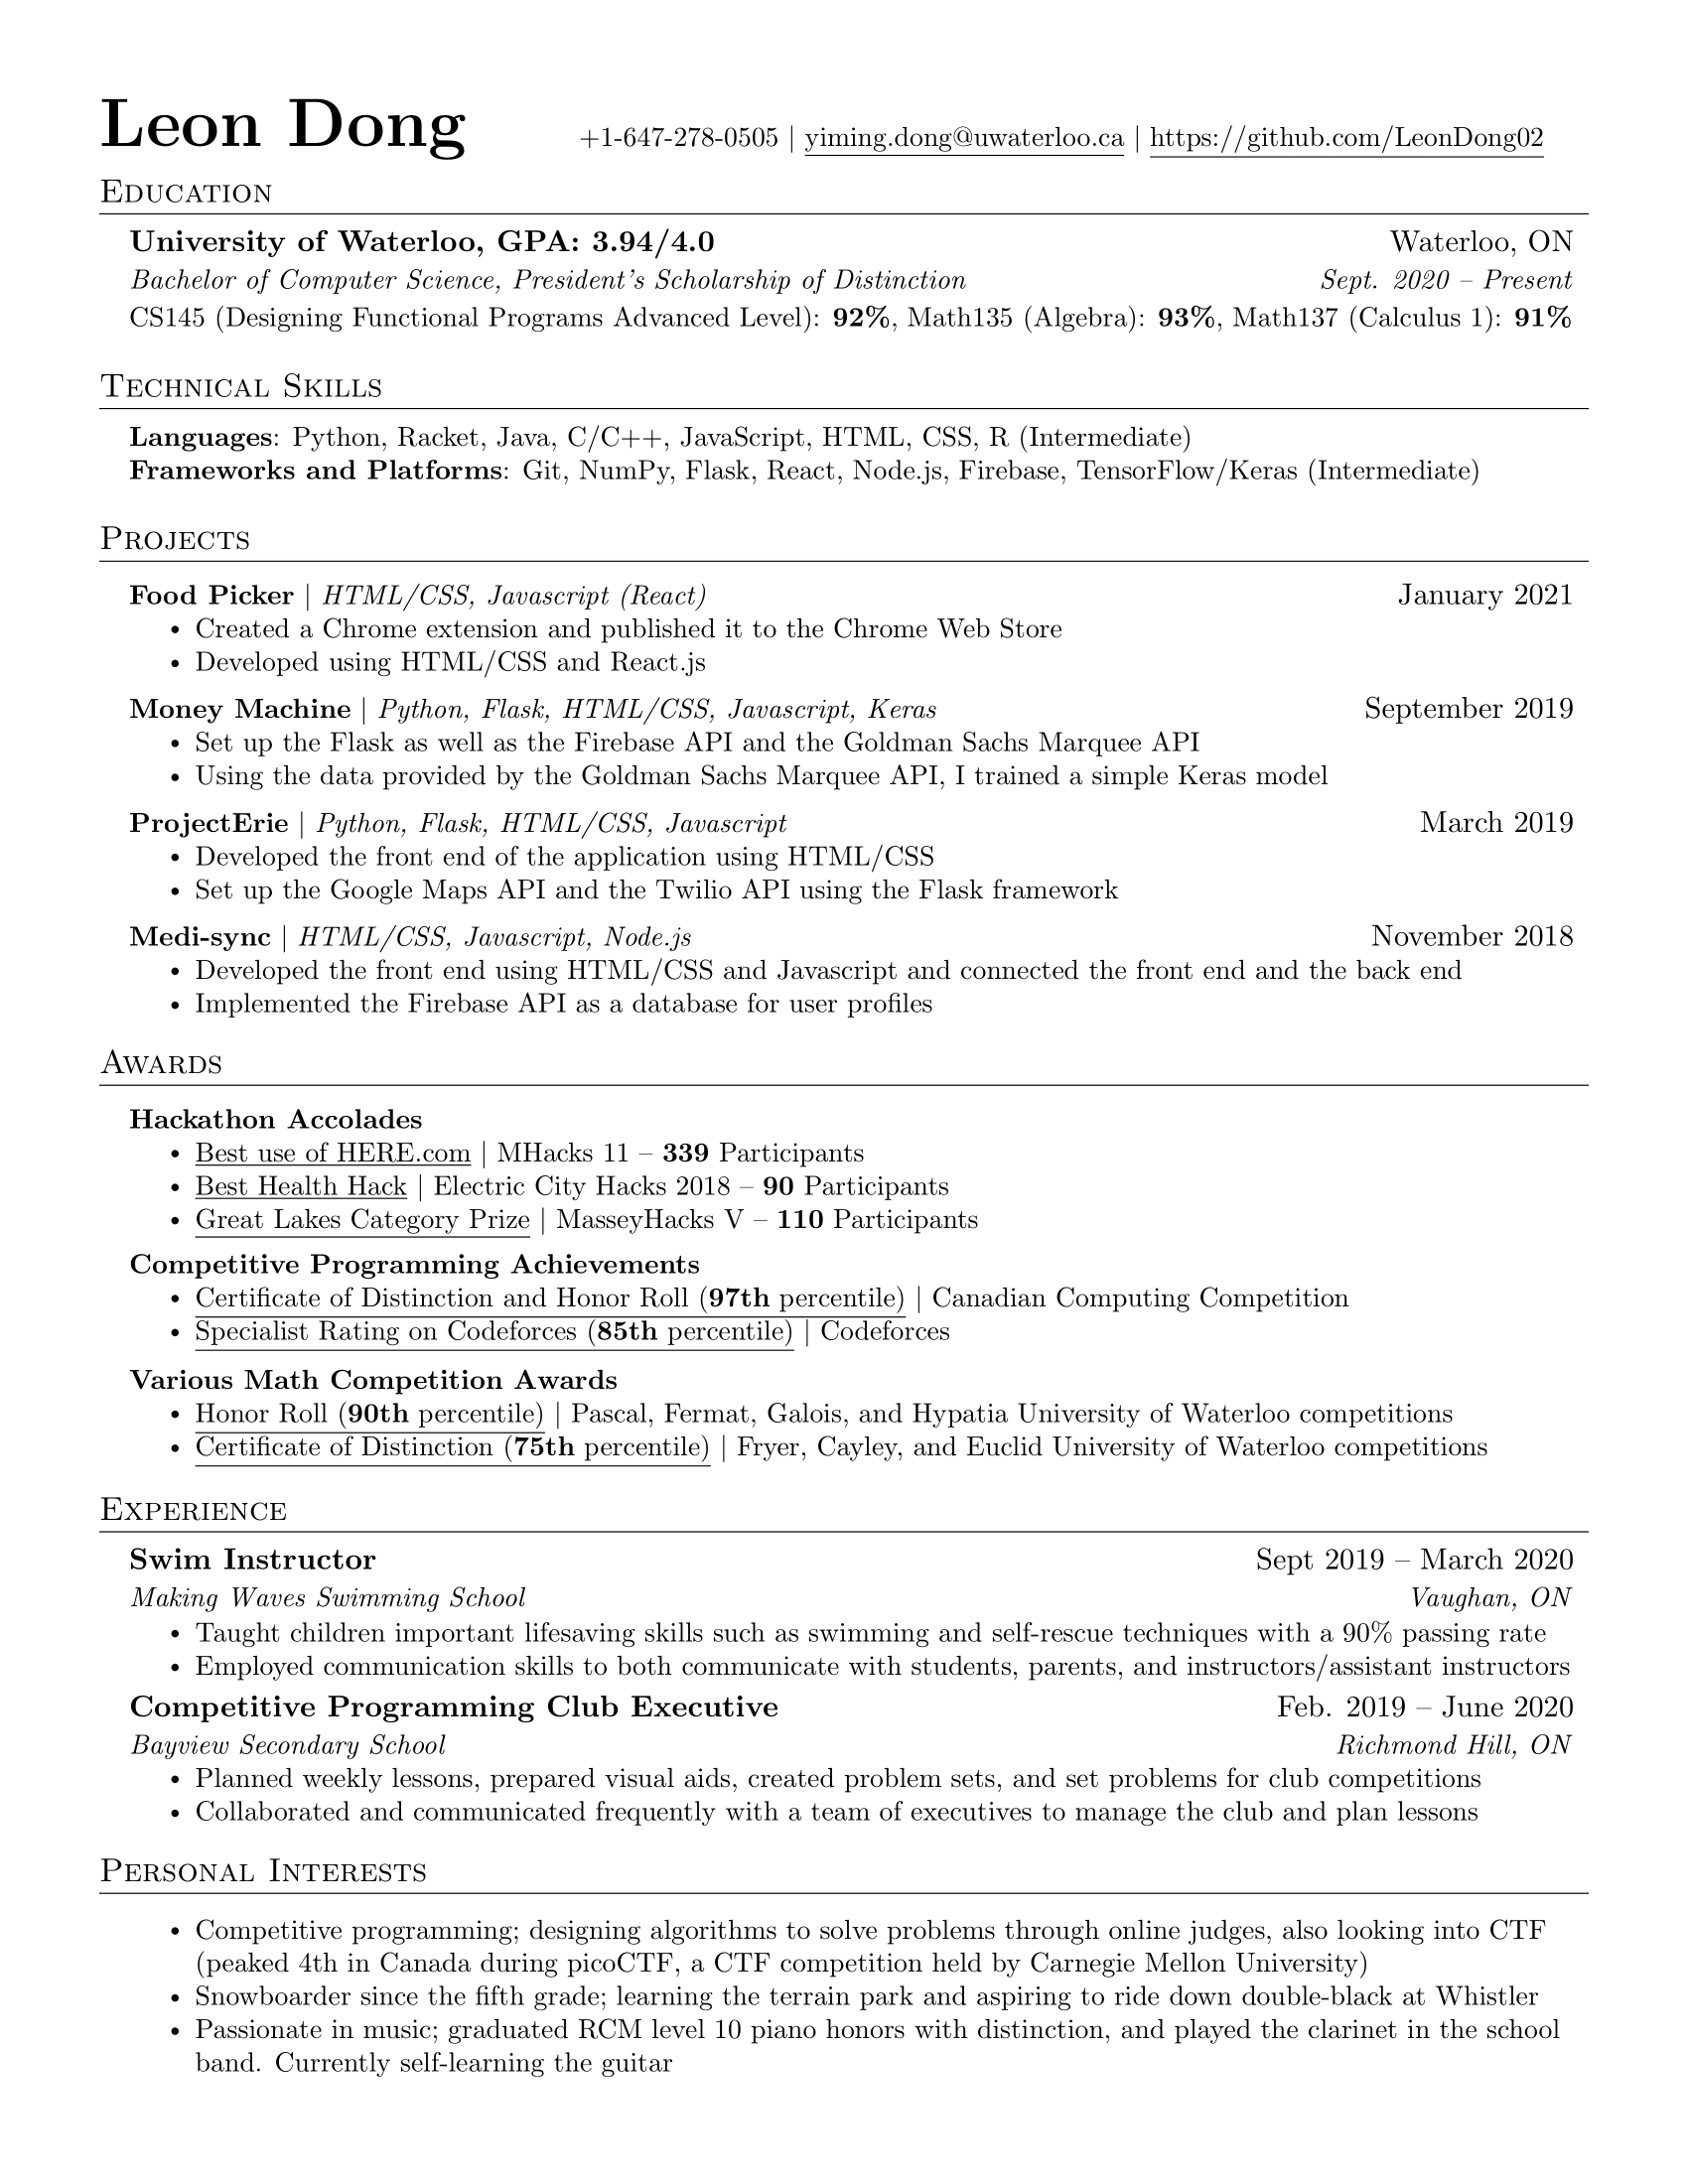 Leon Dong +1-647-278-0505 | yiming.dong@uwaterloo.ca | https://github.com/LeonDong02
Education
University of Waterloo, GPA: 3.94/4.0 Waterloo, ON
Bachelor of Computer Science, President's Scholarship of Distinction Sept. 2020 – Present
CS145 (Designing Functional Programs Advanced Level): 92%, Math135 (Algebra): 93%, Math137 (Calculus 1): 91%
Technical Skills
Languages: Python, Racket, Java, C/C++, JavaScript, HTML, CSS, R (Intermediate)
Frameworks and Platforms: Git, NumPy, Flask, React, Node.js, Firebase, TensorFlow/Keras (Intermediate)
Projects
Food Picker | HTML/CSS, Javascript (React) January 2021
• Created a Chrome extension and published it to the Chrome Web Store
• Developed using HTML/CSS and React.js
Money Machine | Python, Flask, HTML/CSS, Javascript, Keras September 2019
• Set up the Flask as well as the Firebase API and the Goldman Sachs Marquee API
• Using the data provided by the Goldman Sachs Marquee API, I trained a simple Keras model
ProjectErie | Python, Flask, HTML/CSS, Javascript March 2019
• Developed the front end of the application using HTML/CSS
• Set up the Google Maps API and the Twilio API using the Flask framework
Medi-sync | HTML/CSS, Javascript, Node.js November 2018
• Developed the front end using HTML/CSS and Javascript and connected the front end and the back end
• Implemented the Firebase API as a database for user profiles
Awards
Hackathon Accolades
• Best use of HERE.com | MHacks 11 – 339 Participants
• Best Health Hack | Electric City Hacks 2018 – 90 Participants
• Great Lakes Category Prize | MasseyHacks V – 110 Participants
Competitive Programming Achievements
• Certificate of Distinction and Honor Roll (97th percentile) | Canadian Computing Competition
• Specialist Rating on Codeforces (85th percentile) | Codeforces
Various Math Competition Awards
• Honor Roll (90th percentile) | Pascal, Fermat, Galois, and Hypatia University of Waterloo competitions
• Certificate of Distinction (75th percentile) | Fryer, Cayley, and Euclid University of Waterloo competitions
Experience
Swim Instructor Sept 2019 – March 2020
Making Waves Swimming School Vaughan, ON
• Taught children important lifesaving skills such as swimming and self-rescue techniques with a 90% passing rate
• Employed communication skills to both communicate with students, parents, and instructors/assistant instructors
Competitive Programming Club Executive Feb. 2019 – June 2020
Bayview Secondary School Richmond Hill, ON
• Planned weekly lessons, prepared visual aids, created problem sets, and set problems for club competitions
• Collaborated and communicated frequently with a team of executives to manage the club and plan lessons
Personal Interests
• Competitive programming; designing algorithms to solve problems through online judges, also looking into CTF
(peaked 4th in Canada during picoCTF, a CTF competition held by Carnegie Mellon University)
• Snowboarder since the fifth grade; learning the terrain park and aspiring to ride down double-black at Whistler
• Passionate in music; graduated RCM level 10 piano honors with distinction, and played the clarinet in the school
band. Currently self-learning the guitar